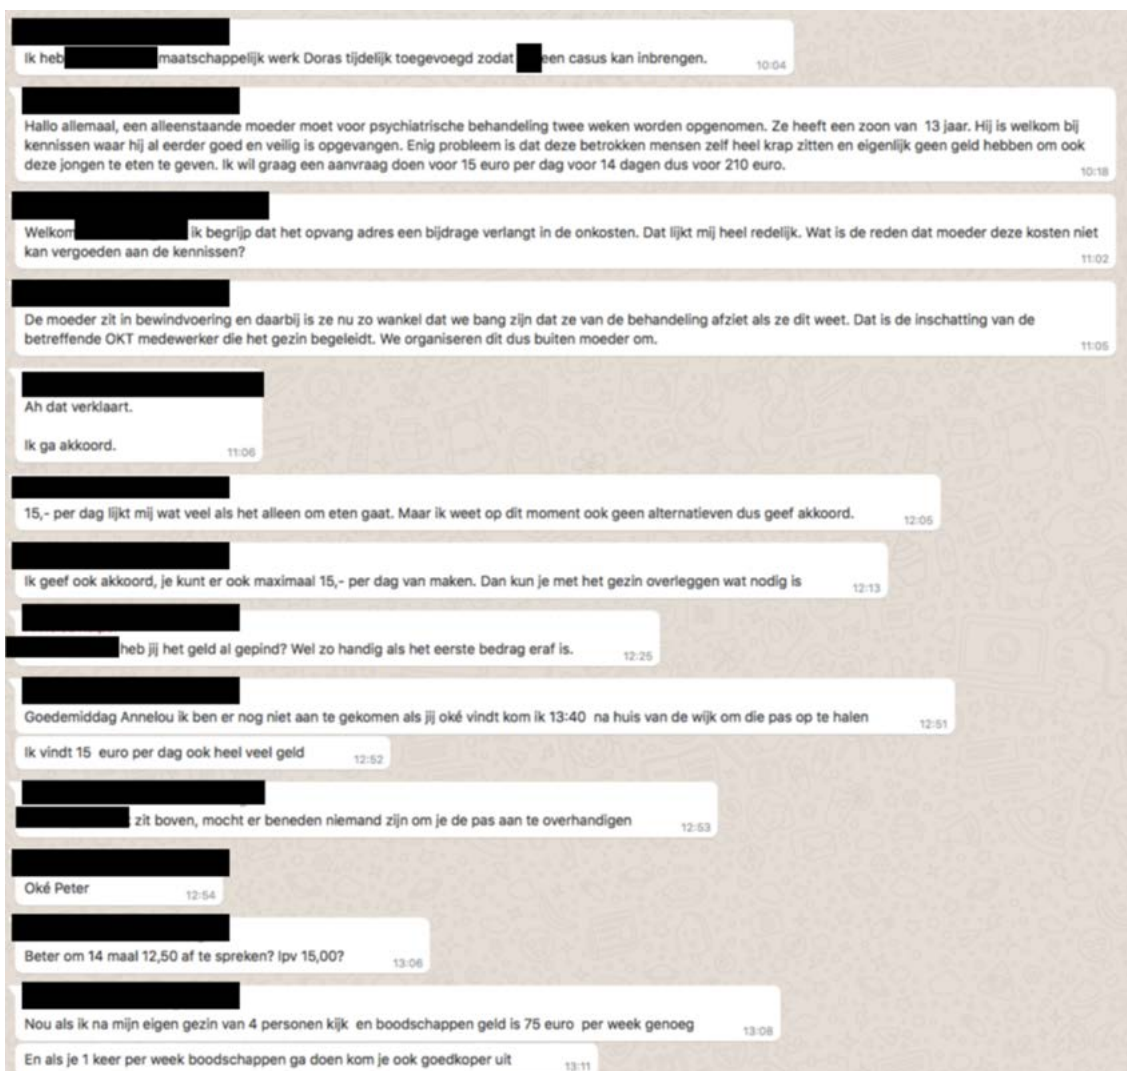 Ik heb maatschappelijk werk Doras tijdelijk toegevoegd zodat een casus kan inbrengen.
10:04
Hallo allemaal, een alleenstaande moeder moet voor psychiatrische behandeling twee weken worden opgenomen. Ze heeft een zoon van 13 jaar. Hij is welkom bij
kennissen waar hij al eerder goed en veilig is opgevangen. Enig probleem is dat deze betrokken mensen zelf heel krap zitten en eigenlijk geen geld hebben om ook
deze jongen te eten te geven. Ik wil graag een aanvraag doen voor 15 euro per dag voor 14 dagen dus voor 210 euro.
10:18
Welkom ik begrijp dat het opvang adres een bijdrage verlangt in de onkosten. Dat lijkt mij heel redelijk. Wat is de reden dat moeder deze kosten niet
kan vergoeden aan de kennissen?
11:02
De moeder zit in bewindvoering en daarbij is ze nu zo wankel dat we bang zijn dat ze van de behandeling afziet als ze dit weet. Dat is de inschatting van de
betreffende OKT medewerker die het gezin begeleidt. We organiseren dit dus buiten moeder om.
11:05
Ah dat verklaart.
Ik ga akkoord.
11:06
15,- per dag lijkt mij wat veel als het alleen om eten gaat. Maar ik weet op dit moment ook geen alternatieven dus geef akkoord.
12:05
Ik geef ook akkoord, je kunt er ook maximaal 15,- per dag van maken. Dan kun je met het gezin overleggen wat nodig is
12:13
heb jij het geld al gepind? Wel zo handig als het eerste bedrag eraf is.
12:25
Goedemiddag Annelou ik ben er nog niet aan te gekomen als jij oké vindt kom ik 13:40 na huis van de wijk om die pas op te halen
12:51
Ik vindt 15 euro per dag ook heel veel geld
12:52
zit boven, mocht er beneden niemand zijn om je de pas aan te overhandigen
12:53
Oké Peter
12:54
Beter om 14 maal 12,50 af te spreken? Ipv 15,00?
13:06
Nou als ik na mijn eigen gezin van 4 personen kijk en boodschappen geld is 75 euro per week genoeg
13:08
En als je 1 keer per week boodschappen ga doen kom je ook goedkoper uit
13:11